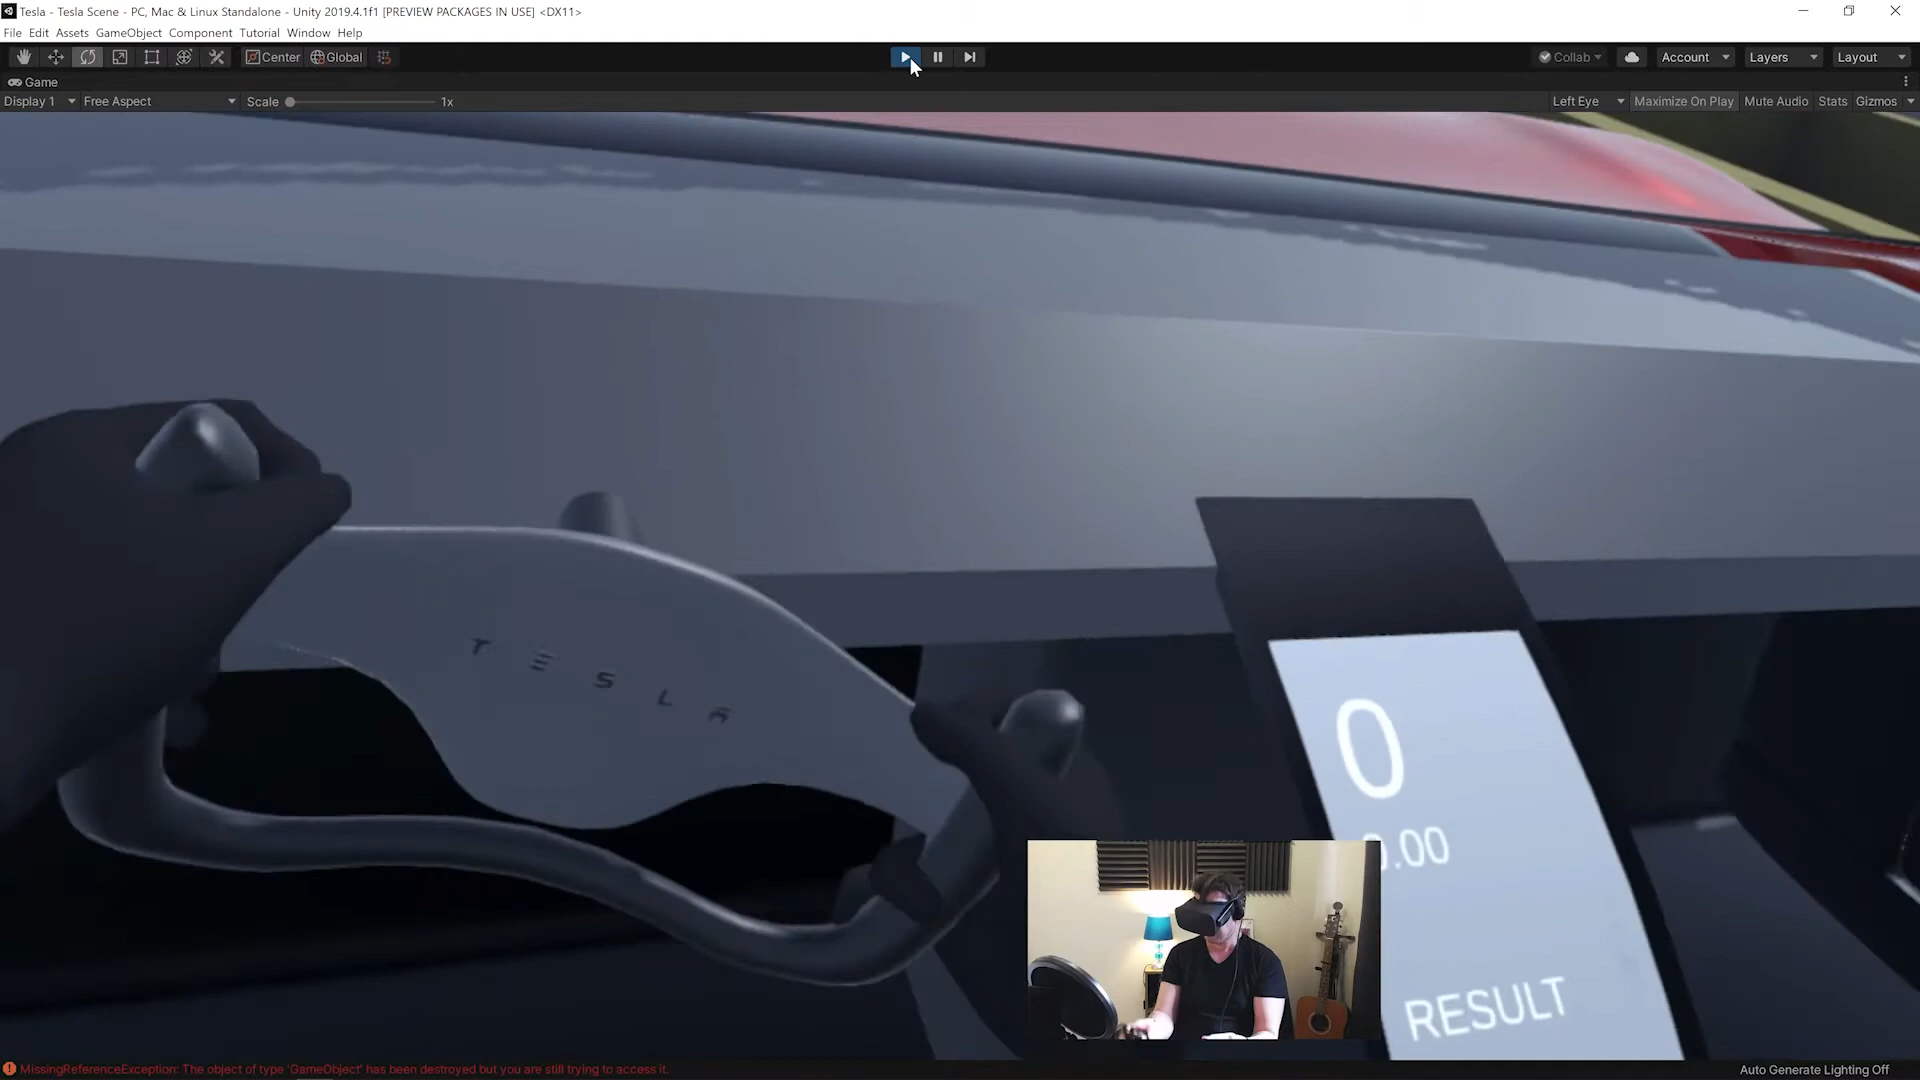 Tesla - Tesla Scene - PC, Mac & Linux Standalone - Unity 2019.4.1f1 [PREVIEW PACKAGES IN USE] <DX11>
File Edit Assets GameObject Component Tutorial Window Help
Center Global Collab Account Layers Layout
Game
Display 1 Free Aspect Scale 1x Left Eye Maximize On Play Mute Audio Stats Gizmos
TESLA
0
0.00
RESULT
MissingReferenceException: The object of type 'GameObject' has been destroyed but you are still trying to access it.
Auto Generate Lighting Off